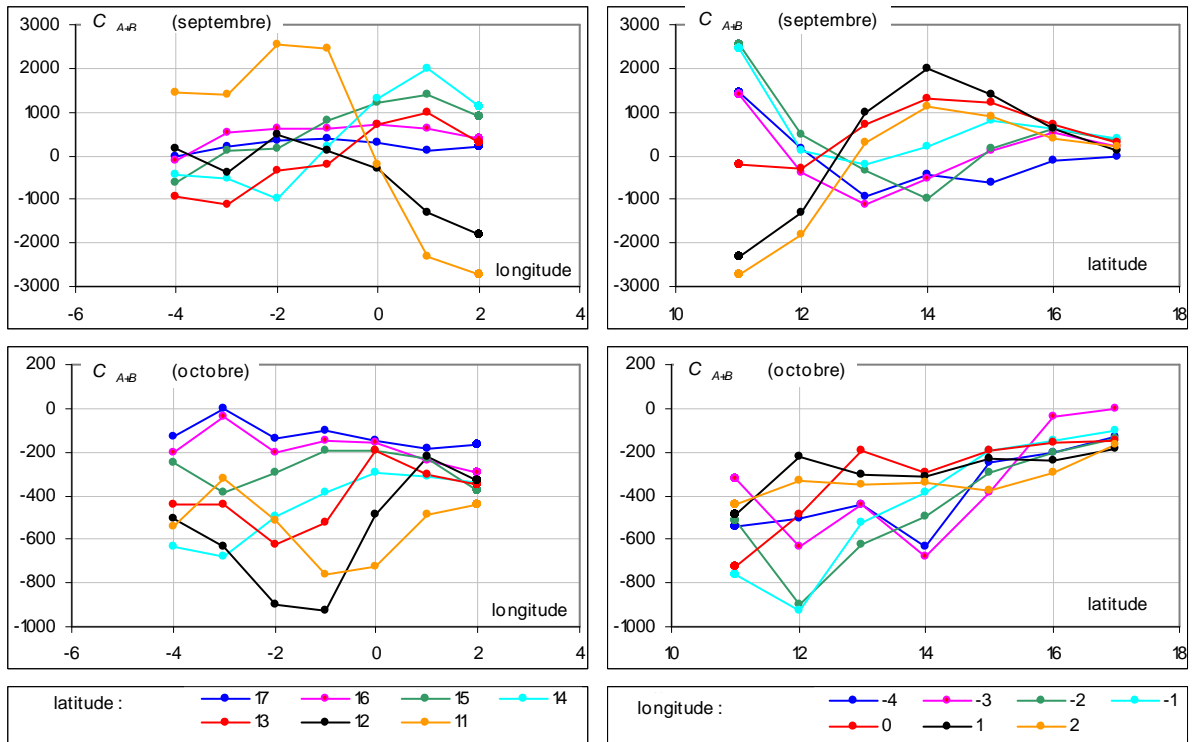 C A+B (septembre)
3000
2000
1000
0
-1000
-2000
-3000
longitude
-6 -4 -2 0 2 4
C A+B (septembre)
3000
2000
1000
0
-1000
-2000
-3000
latitude
10 12 14 16 18
C A+B (octobre)
200
0
-200
-400
-600
-800
-1000
longitude
-6 -4 -2 0 2 4
C A+B (octobre)
200
0
-200
-400
-600
-800
-1000
latitude
10 12 14 16 18
latitude : 17 16 15 14
13 12 11
longitude : -4 -3 -2 -1
0 1 2